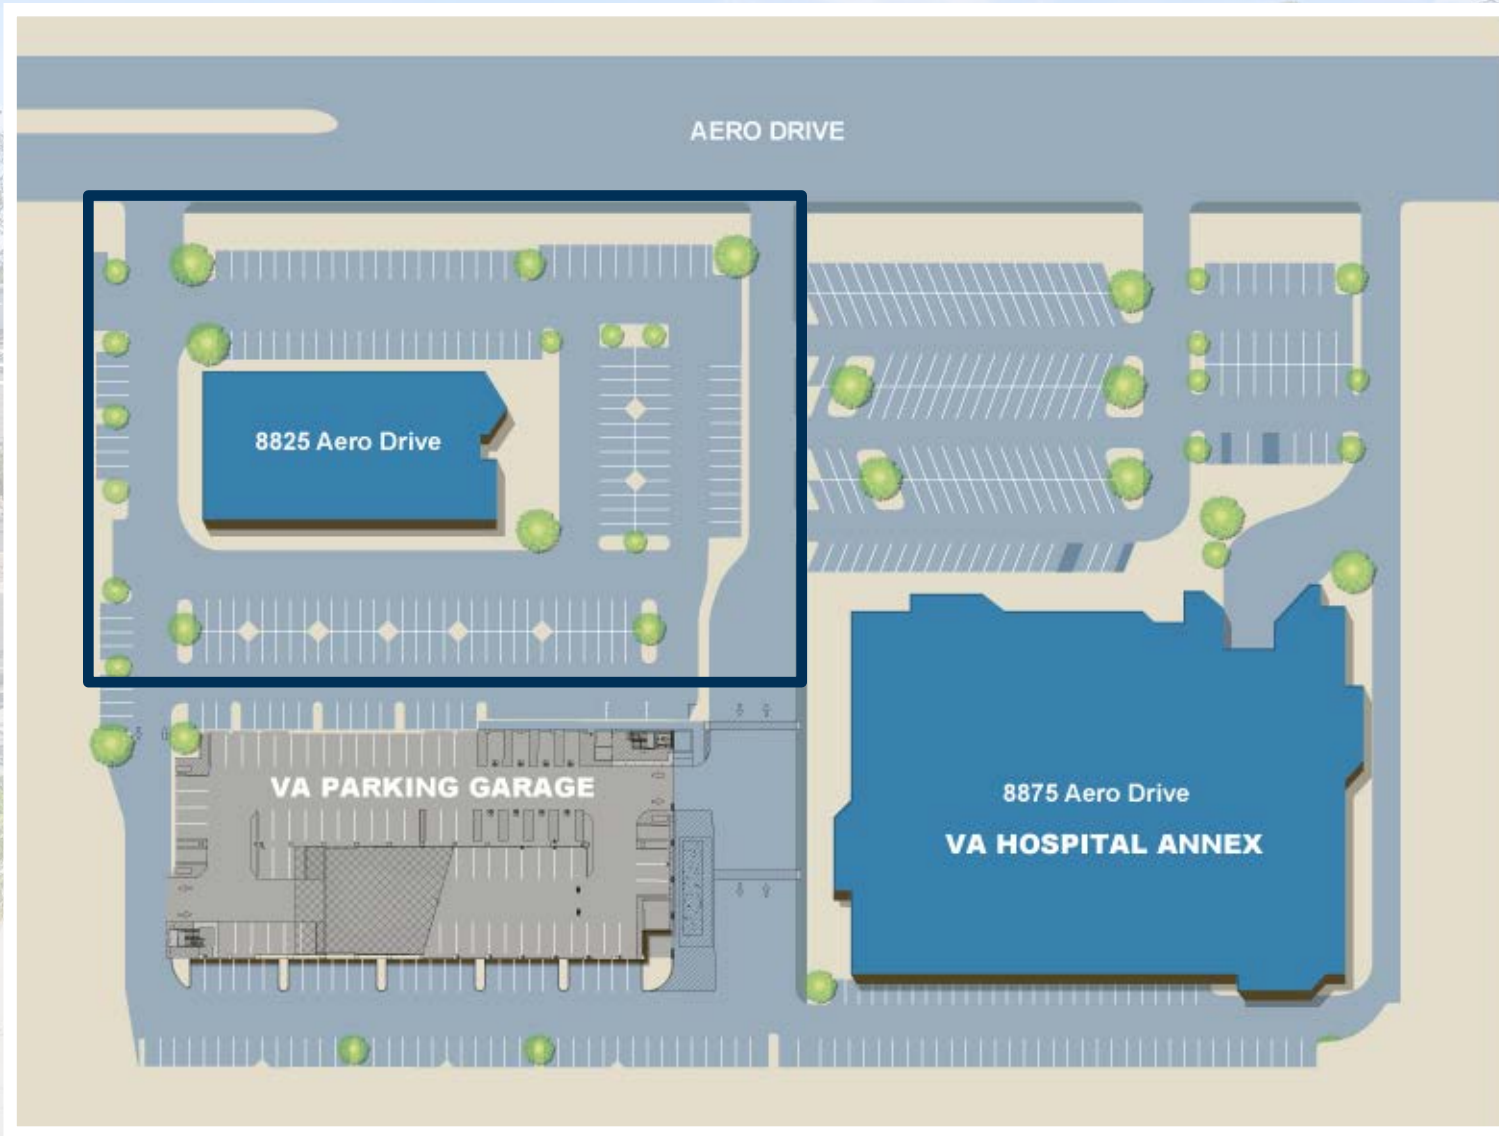 AERO DRIVE
8825 Aero Drive
VA PARKING GARAGE
8875 Aero Drive
VA HOSPITAL ANNEX